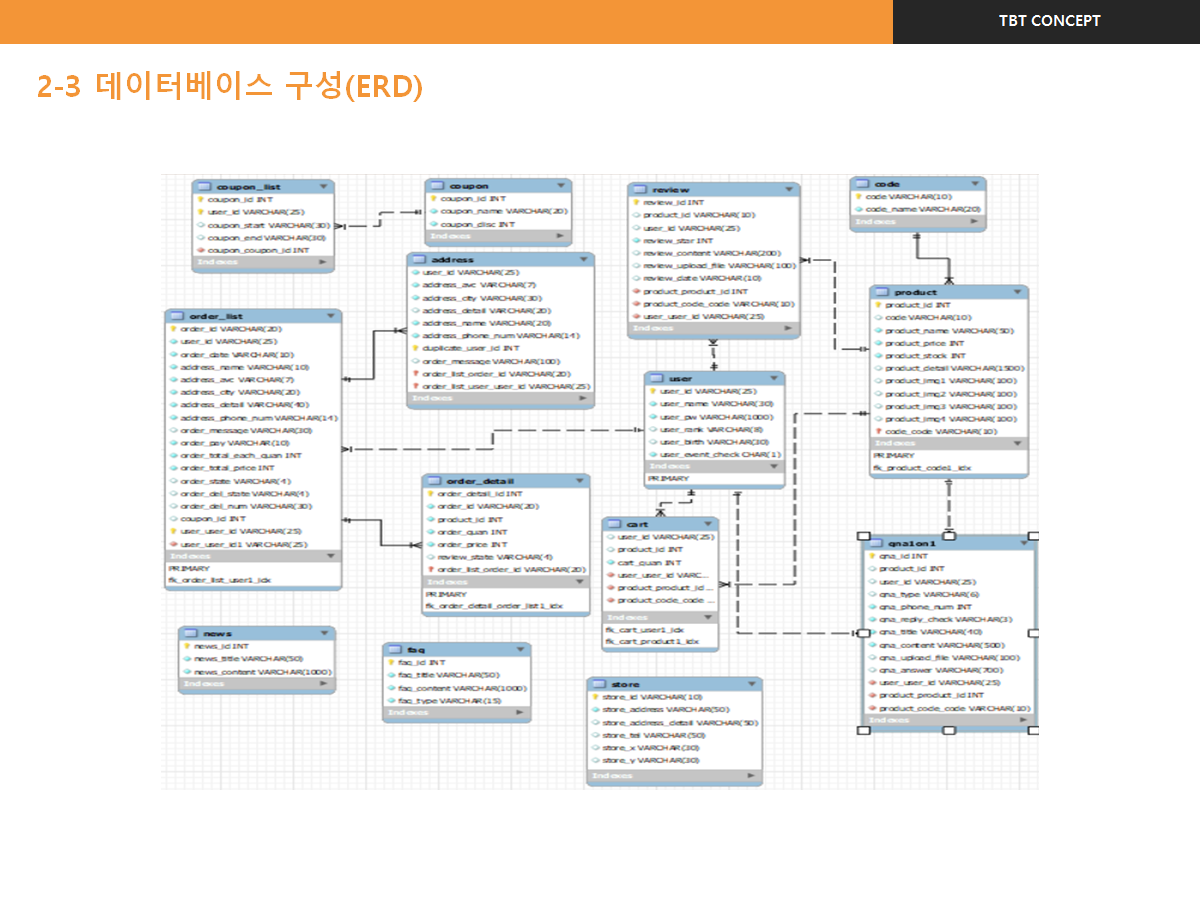 TBT CONCEPT
2-3 데이터베이스 구성(ERD)
coupon_list
coupon_id INT
user_id VARCHAR(25)
coupon_start VARCHAR(30)
coupon_end VARCHAR(30)
coupon_coupon_id INT
Indexes
coupon
coupon_id INT
coupon_name VARCHAR(20)
coupon_disc INT
Indexes
review
review_id INT
product_id VARCHAR(10)
user_id VARCHAR(25)
review_star INT
review_content VARCHAR(200)
review_upload_file VARCHAR(100)
review_date VARCHAR(10)
product_product_id INT
product_code_code VARCHAR(10)
user_user_id VARCHAR(25)
Indexes
code
code VARCHAR(10)
code_name VARCHAR(20)
Indexes
address
user_id VARCHAR(25)
address_avc VARCHAR(7)
address_city VARCHAR(30)
address_detail VARCHAR(20)
address_name VARCHAR(20)
address_phone_num VARCHAR(14)
duplicate_user_id INT
order_message VARCHAR(100)
order_list_order_id VARCHAR(20)
order_list_user_user_id VARCHAR(25)
Indexes
product
product_id INT
code VARCHAR(10)
product_name VARCHAR(50)
product_price INT
product_stock INT
product_detail VARCHAR(1500)
product_img1 VARCHAR(100)
product_img2 VARCHAR(100)
product_img3 VARCHAR(100)
product_img4 VARCHAR(100)
code_code VARCHAR(10)
Indexes
PRIMARY
fk_product_code1_idx
order_list
order_id VARCHAR(20)
user_id VARCHAR(25)
order_date VARCHAR(10)
address_name VARCHAR(10)
address_avc VARCHAR(7)
address_city VARCHAR(20)
address_detail VARCHAR(40)
address_phone_num VARCHAR(14)
order_message VARCHAR(30)
order_pay VARCHAR(10)
order_total_each_quan INT
order_total_price INT
order_state VARCHAR(4)
order_del_state VARCHAR(4)
order_del_num VARCHAR(30)
coupon_id INT
user_user_id VARCHAR(25)
user_user_id1 VARCHAR(25)
Indexes
PRIMARY
fk_order_list_user1_idx
user
user_id VARCHAR(25)
user_name VARCHAR(30)
user_pw VARCHAR(1000)
user_rank VARCHAR(8)
user_birth VARCHAR(30)
user_event_check CHAR(1)
Indexes
PRIMARY
order_detail
order_detail_id INT
order_id VARCHAR(20)
product_id INT
order_quan INT
order_price INT
review_state VARCHAR(4)
order_list_order_id VARCHAR(20)
Indexes
PRIMARY
fk_order_detail_order_list1_idx
cart
user_id VARCHAR(25)
product_id INT
cart_quan INT
user_user_id VARC...
product_product_id ...
product_code_code ...
Indexes
fk_cart_user1_idx
fk_cart_product1_idx
qna1on1
qna_id INT
product_id INT
user_id VARCHAR(25)
qna_type VARCHAR(6)
qna_phone_num INT
qna_reply_check VARCHAR(3)
qna_title VARCHAR(40)
qna_content VARCHAR(500)
qna_upload_file VARCHAR(100)
qna_answer VARCHAR(700)
user_user_id VARCHAR(25)
product_product_id INT
product_code_code VARCHAR(10)
Indexes
news
news_id INT
news_title VARCHAR(50)
news_content VARCHAR(1000)
Indexes
faq
faq_id INT
faq_title VARCHAR(50)
faq_content VARCHAR(1000)
faq_type VARCHAR(15)
Indexes
store
store_id VARCHAR(10)
store_address VARCHAR(50)
store_address_detail VARCHAR(50)
store_tel VARCHAR(50)
store_x VARCHAR(30)
store_y VARCHAR(30)
Indexes